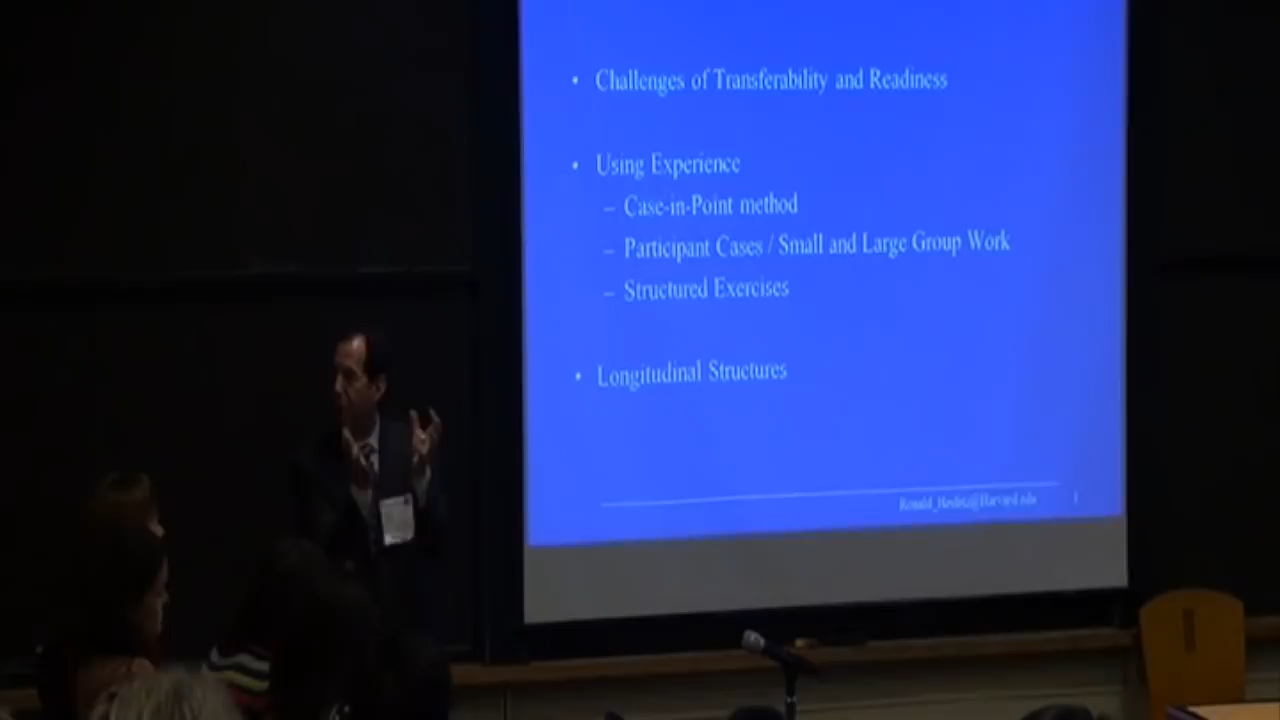 • Challenges of Transferability and Readiness
• Using Experience
– Case-in-Point method
– Participant Cases / Small and Large Group Work
– Structured Exercises
• Longitudinal Structures
Ronald_Heifetz@Harvard.edu 1